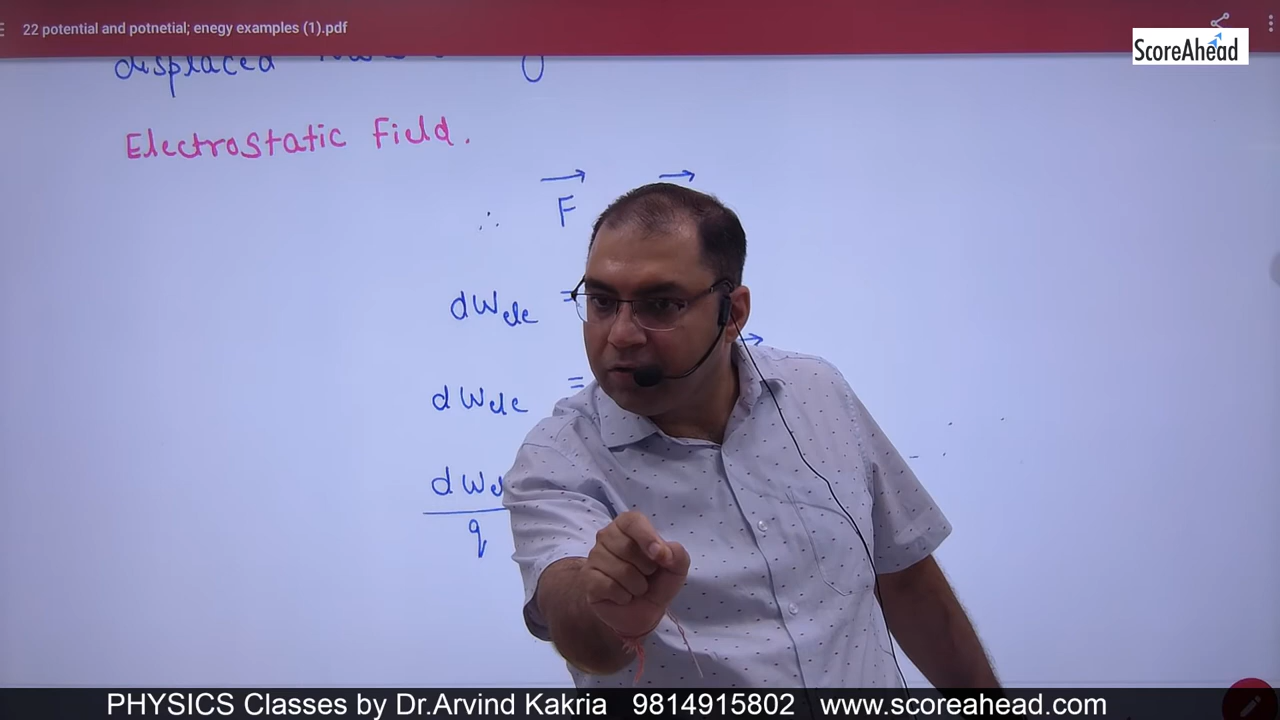 22 potential and potnetial; enegy examples (1).pdf
ScoreAhead
displaced
Electrostatic Field.
∴ F
dWele =
dWele =
dWel
q
PHYSICS Classes by Dr.Arvind Kakria 9814915802 www.scoreahead.com